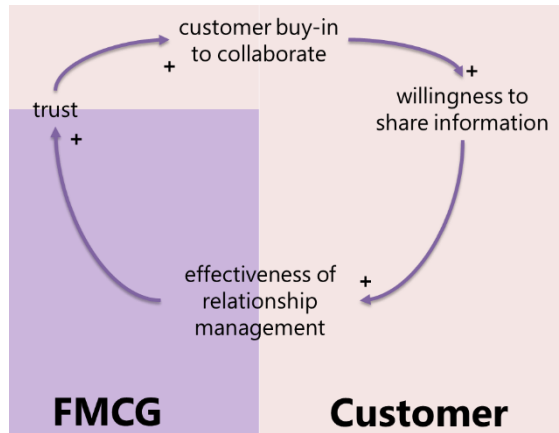 customer buy-in
to collaborate
+
+
willingness to
share information
trust
+
effectiveness of
relationship
management
+
FMCG
Customer